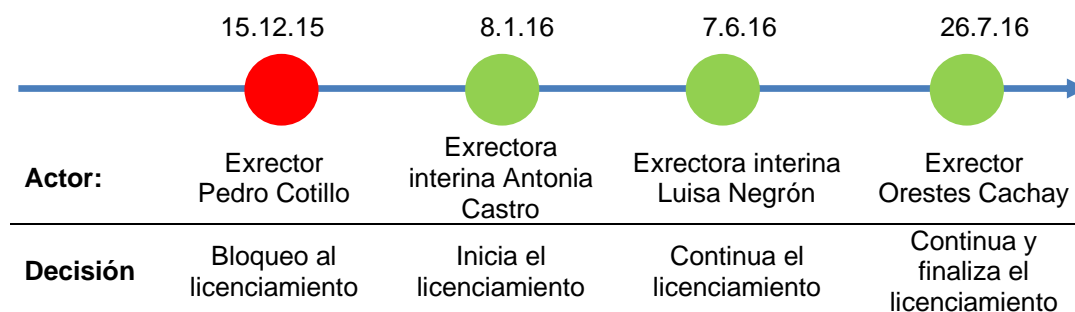 15.12.15 8.1.16 7.6.16 26.7.16
Actor:
Exrector
Pedro Cotillo
Exrectora
interina Antonia
Castro
Exrectora interina
Luisa Negrón
Exrector
Orestes Cachay
Decisión
Bloqueo al
licenciamiento
Inicia el
licenciamiento
Continua el
licenciamiento
Continua y
finaliza el
licenciamiento